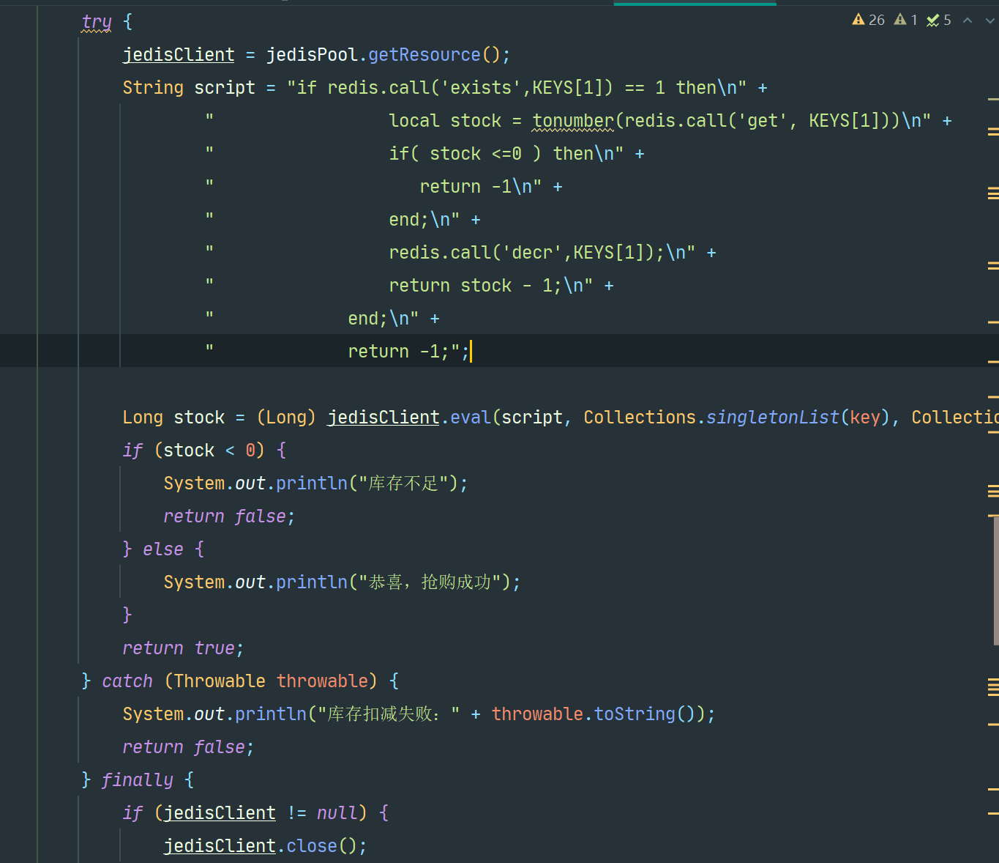 try {
26 1 5
jedisClient = jedisPool.getResource();
String script = "if redis.call('exists',KEYS[1]) == 1 then\n" +
"                 local stock = tonumber(redis.call('get', KEYS[1]))\n" +
"                 if( stock <=0 ) then\n" +
"                    return -1\n" +
"                 end;\n" +
"                 redis.call('decr',KEYS[1]);\n" +
"                 return stock - 1;\n" +
"             end;\n" +
"             return -1;";
Long stock = (Long) jedisClient.eval(script, Collections.singletonList(key), Collectio
if (stock < 0) {
System.out.println("库存不足");
return false;
} else {
System.out.println("恭喜，抢购成功");
}
return true;
} catch (Throwable throwable) {
System.out.println("库存扣减失败：" + throwable.toString());
return false;
} finally {
if (jedisClient != null) {
jedisClient.close();